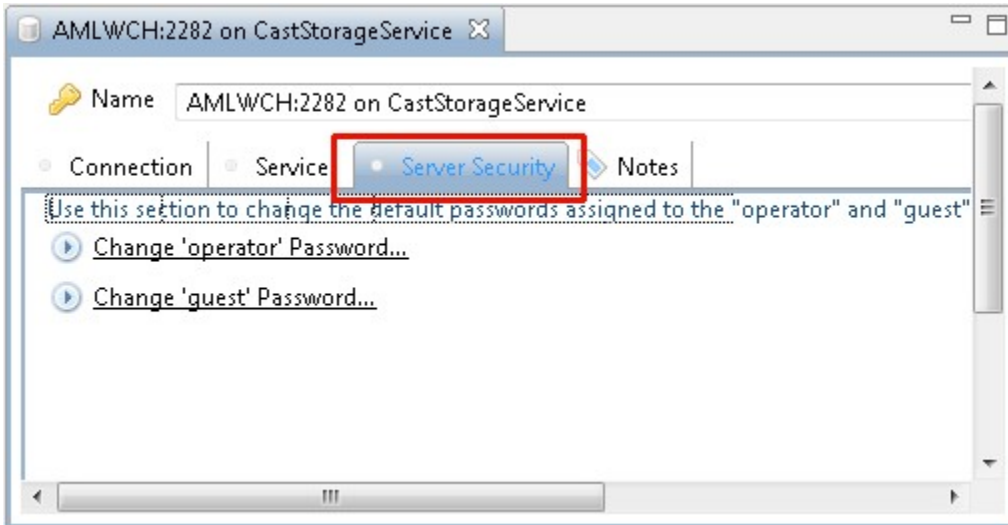 AMLWCH:2282 on CastStorageService
Name AMLWCH:2282 on CastStorageService
Connection Service Server Security Notes
Use this section to change the default passwords assigned to the "operator" and "guest"
Change 'operator' Password...
Change 'guest' Password...